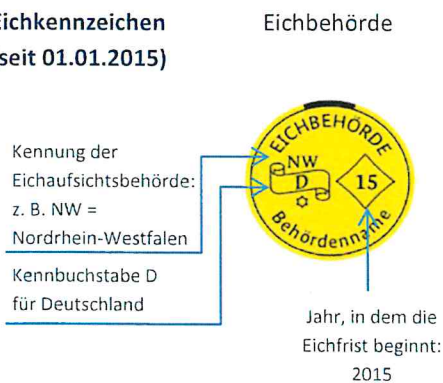 Eichkennzeichen
(seit 01.01.2015)
Eichbehörde
EICHBEHÖRDE
NW
D
15
Behördenname
Kennung der
Eichaufsichtsbehörde:
z. B. NW =
Nordrhein-Westfalen
Kennbuchstabe D
für Deutschland
Jahr, in dem die
Eichfrist beginnt:
2015